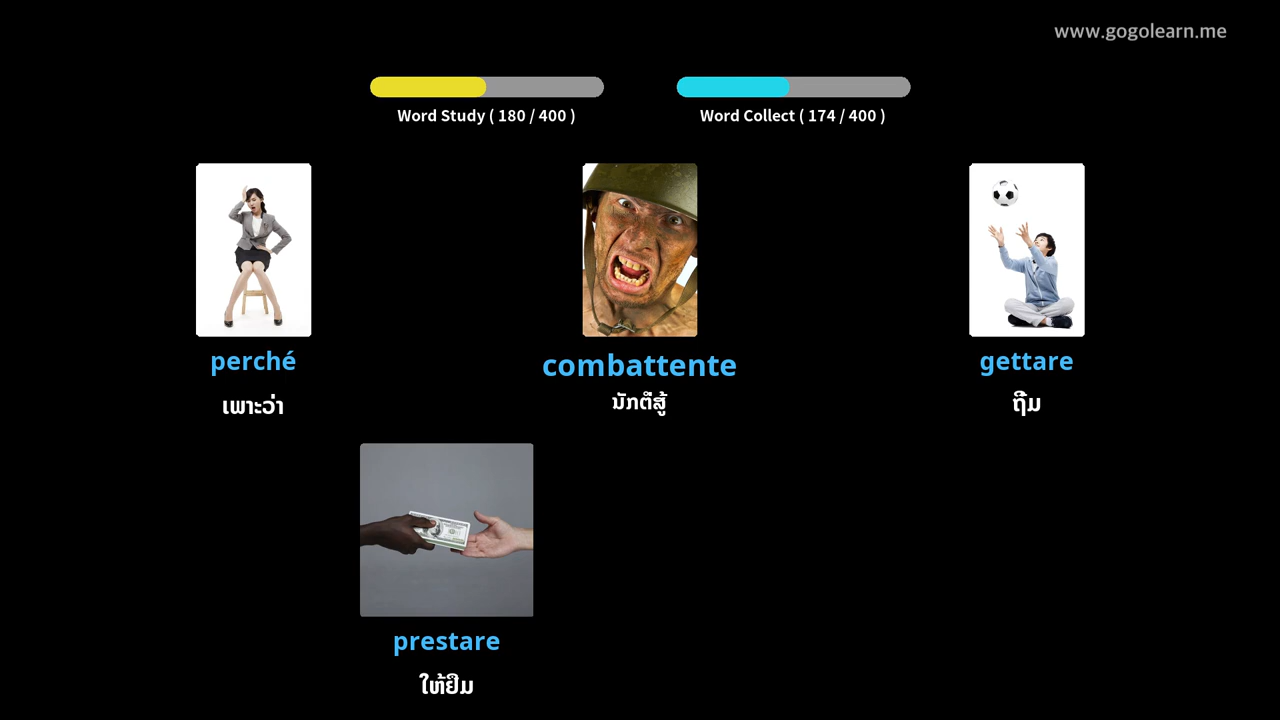 www.gogolearn.me
Word Study ( 180 / 400 )
Word Collect ( 174 / 400 )
perché
ເພາະວ່າ
combattente
ນັກຕໍ່ສູ້
gettare
ຖິ້ມ
prestare
ໃຫ້ຢືມ